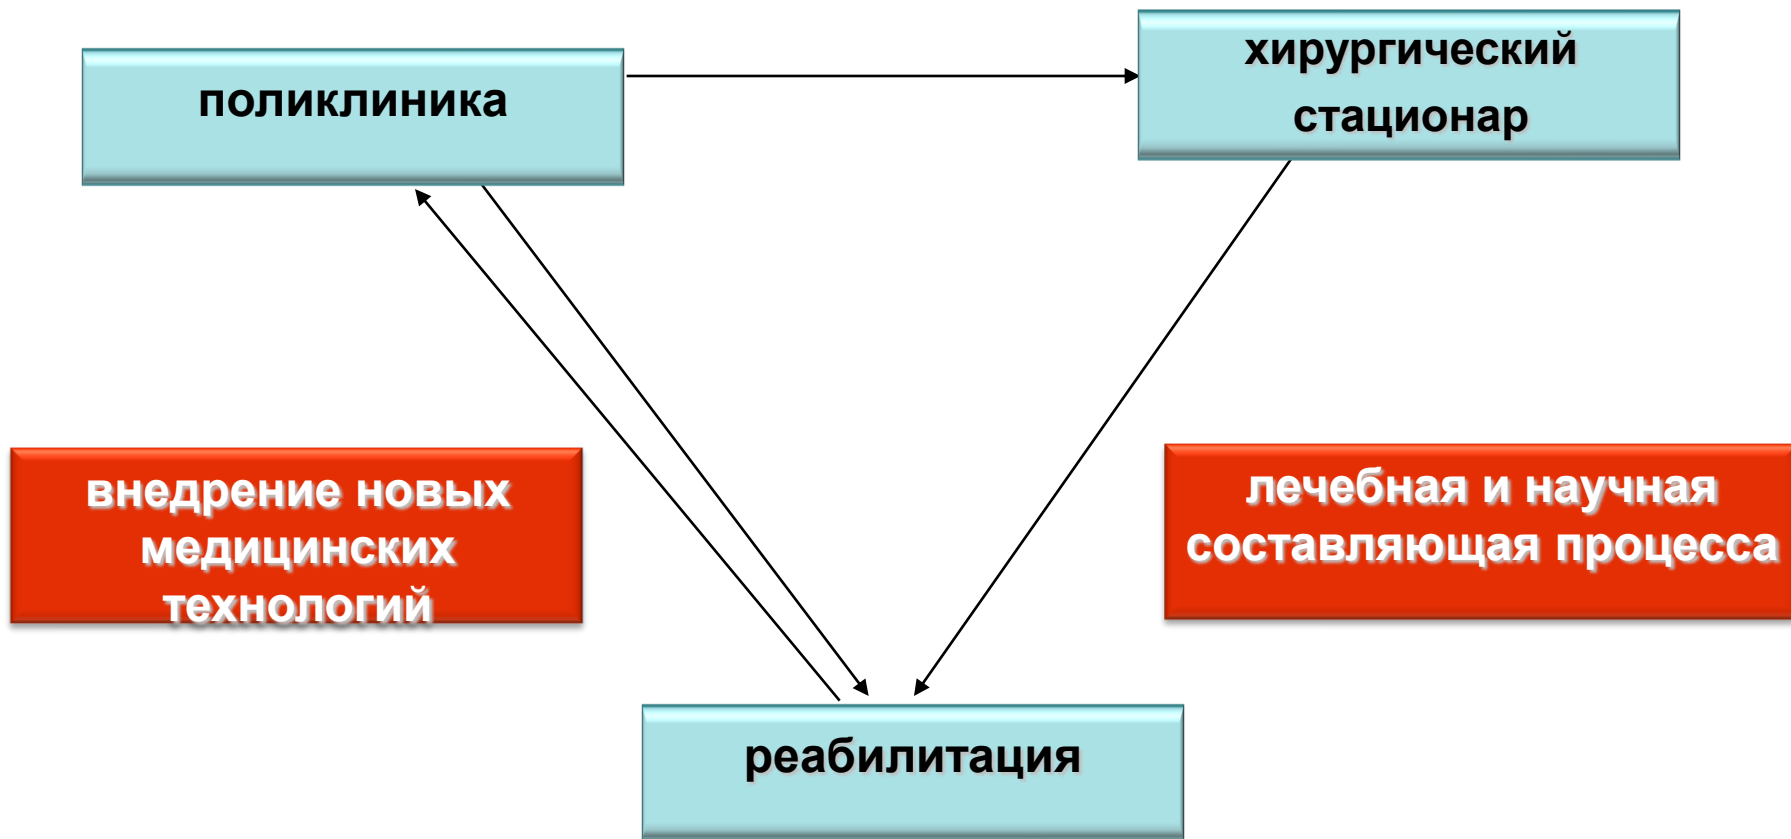 поликлиника
хирургический
стационар
внедрение новых
медицинских
технологий
лечебная и научная
составляющая процесса
реабилитация